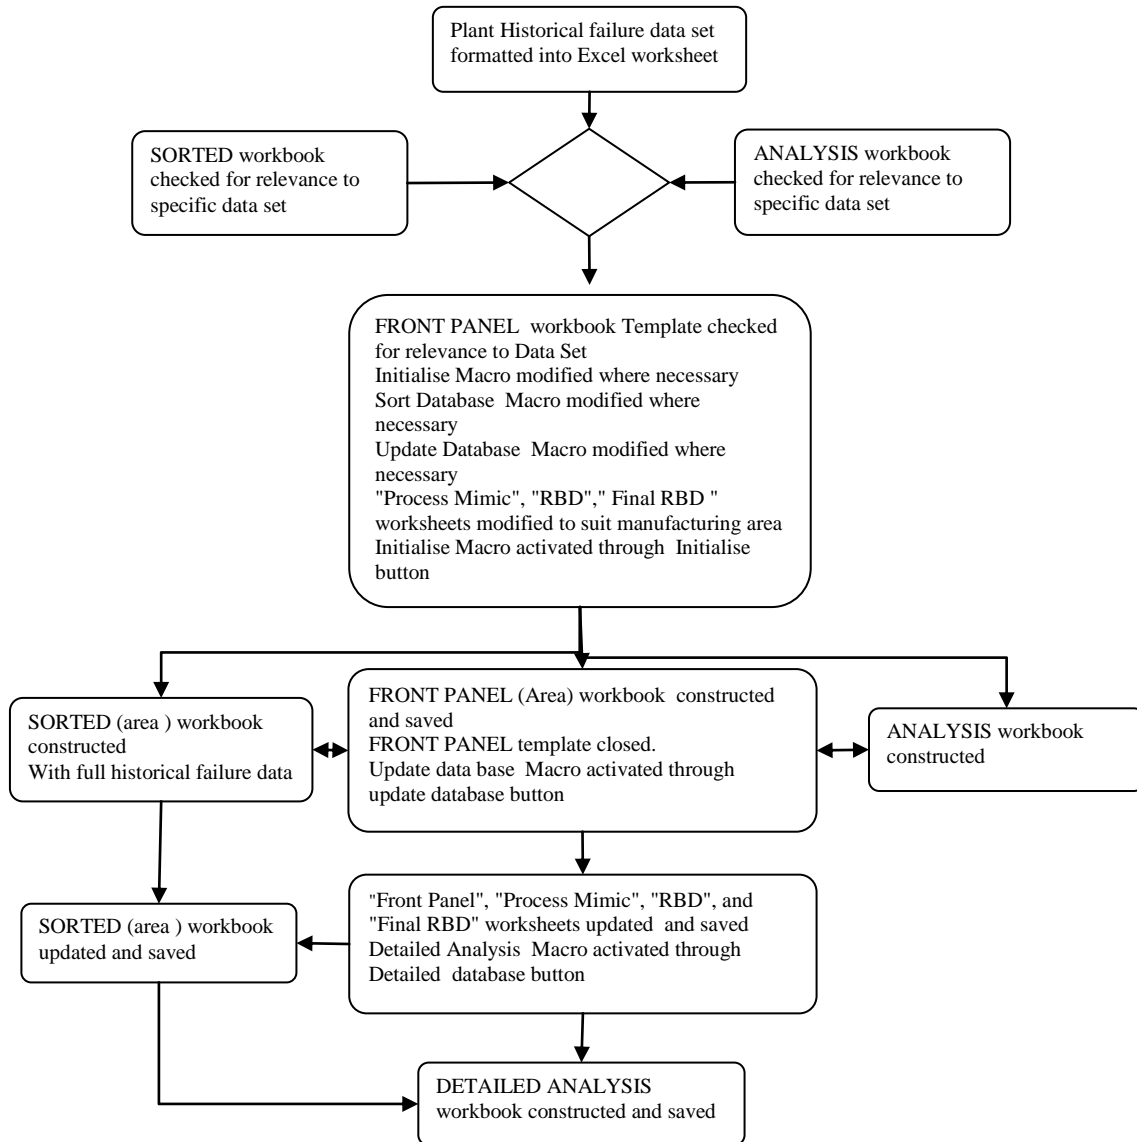 Plant Historical failure data set
formatted into Excel worksheet
SORTED workbook
checked for relevance to
specific data set
ANALYSIS workbook
checked for relevance to
specific data set
FRONT PANEL  workbook Template checked
for relevance to Data Set
Initialise Macro modified where necessary
Sort Database  Macro modified where
necessary
Update Database  Macro modified where
necessary
"Process Mimic", "RBD"," Final RBD "
worksheets modified to suit manufacturing area
Initialise Macro activated through  Initialise
button
SORTED (area ) workbook
constructed
With full historical failure data
FRONT PANEL (Area) workbook  constructed
and saved
FRONT PANEL template closed.
Update data base  Macro activated through
update database button
ANALYSIS workbook
constructed
SORTED (area ) workbook
updated and saved
"Front Panel", "Process Mimic", "RBD", and
"Final RBD" worksheets updated  and saved
Detailed Analysis  Macro activated through
Detailed  database button
DETAILED ANALYSIS
workbook constructed and saved